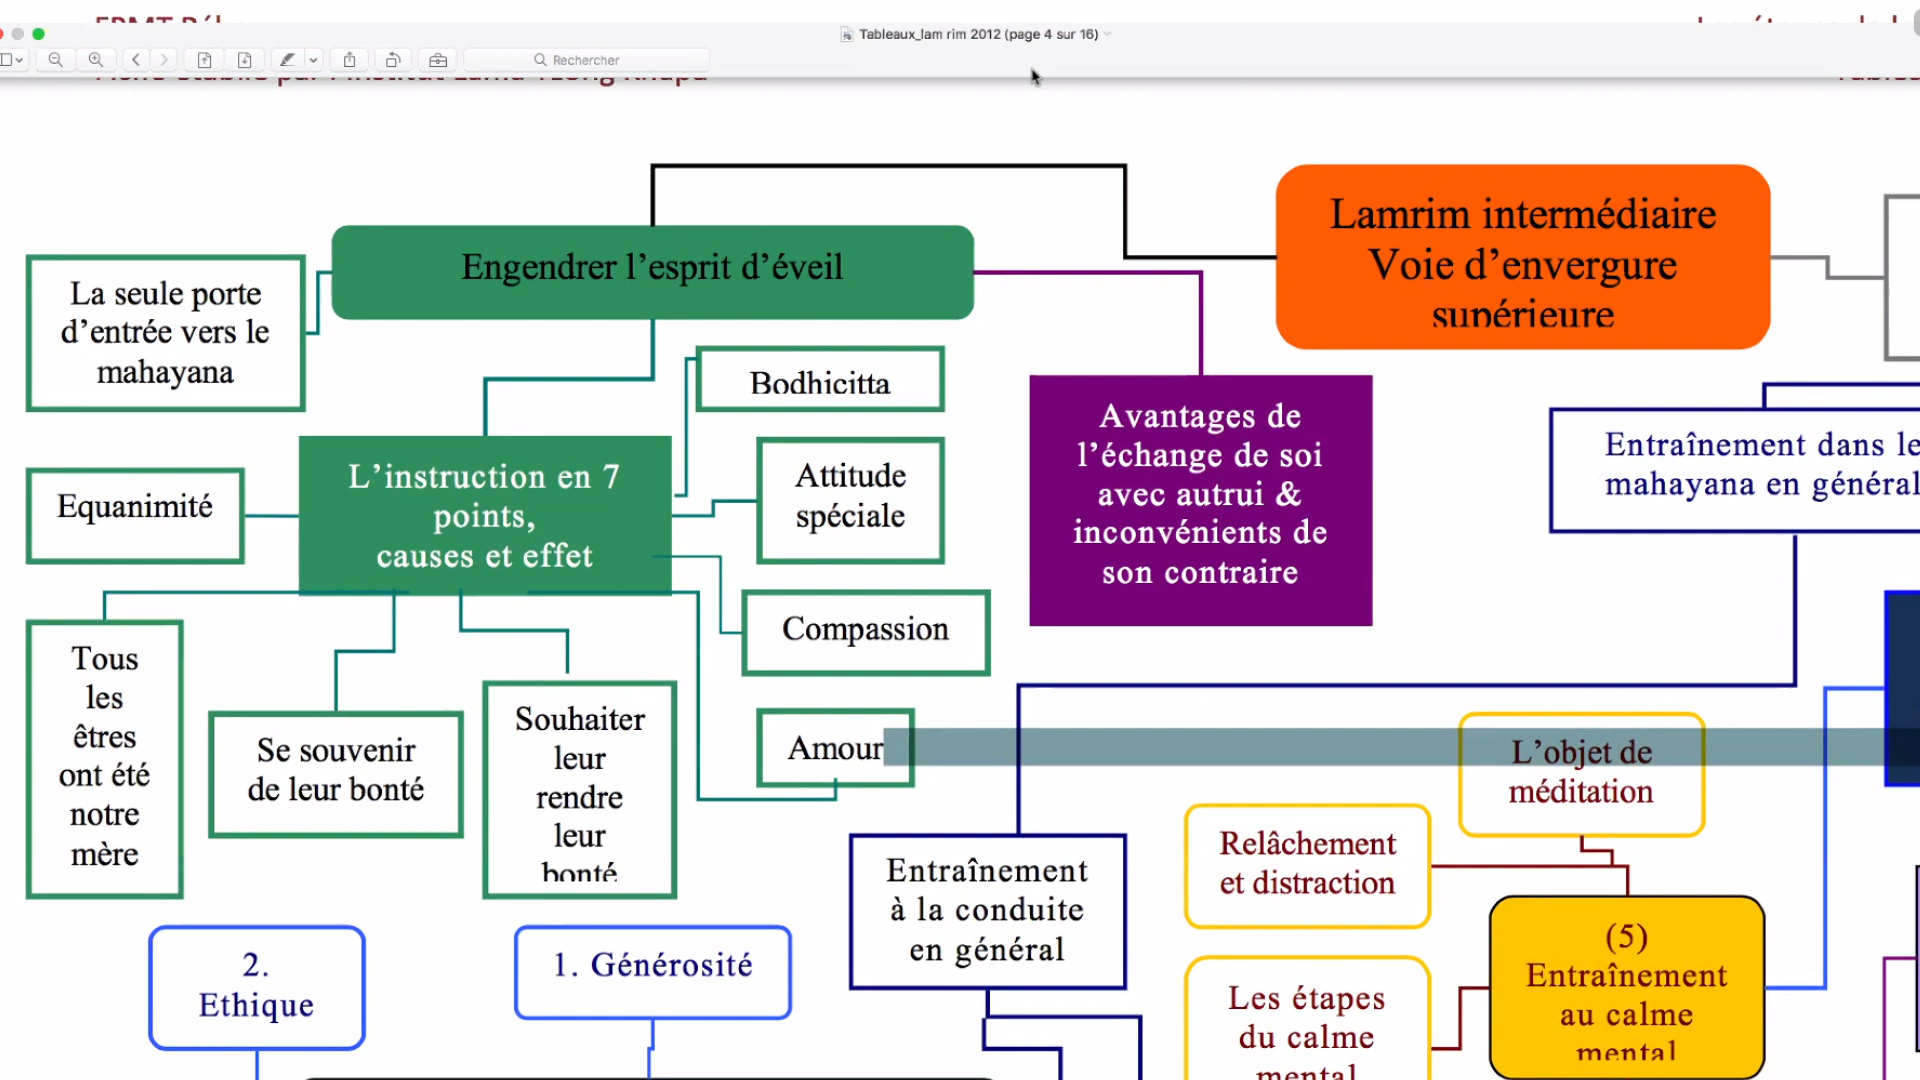 Tableaux_lam rim 2012 (page 4 sur 16)
Rechercher
Lamrim intermédiaire
Voie d’envergure
supérieure
Engendrer l’esprit d’éveil
La seule porte
d’entrée vers le
mahayana
Bodhicitta
Avantages de
l’échange de soi
avec autrui &
inconvénients de
son contraire
Entraînement dans le
mahayana en général
L’instruction en 7
points,
causes et effet
Attitude
spéciale
Equanimité
Compassion
Tous
les
êtres
ont été
notre
mère
Se souvenir
de leur bonté
Souhaiter
leur
rendre
leur
bonté
Amour
L’objet de
méditation
Relâchement
et distraction
Entraînement
à la conduite
en général
(5)
Entraînement
au calme
mental
2.
Ethique
1. Générosité
Les étapes
du calme
mental